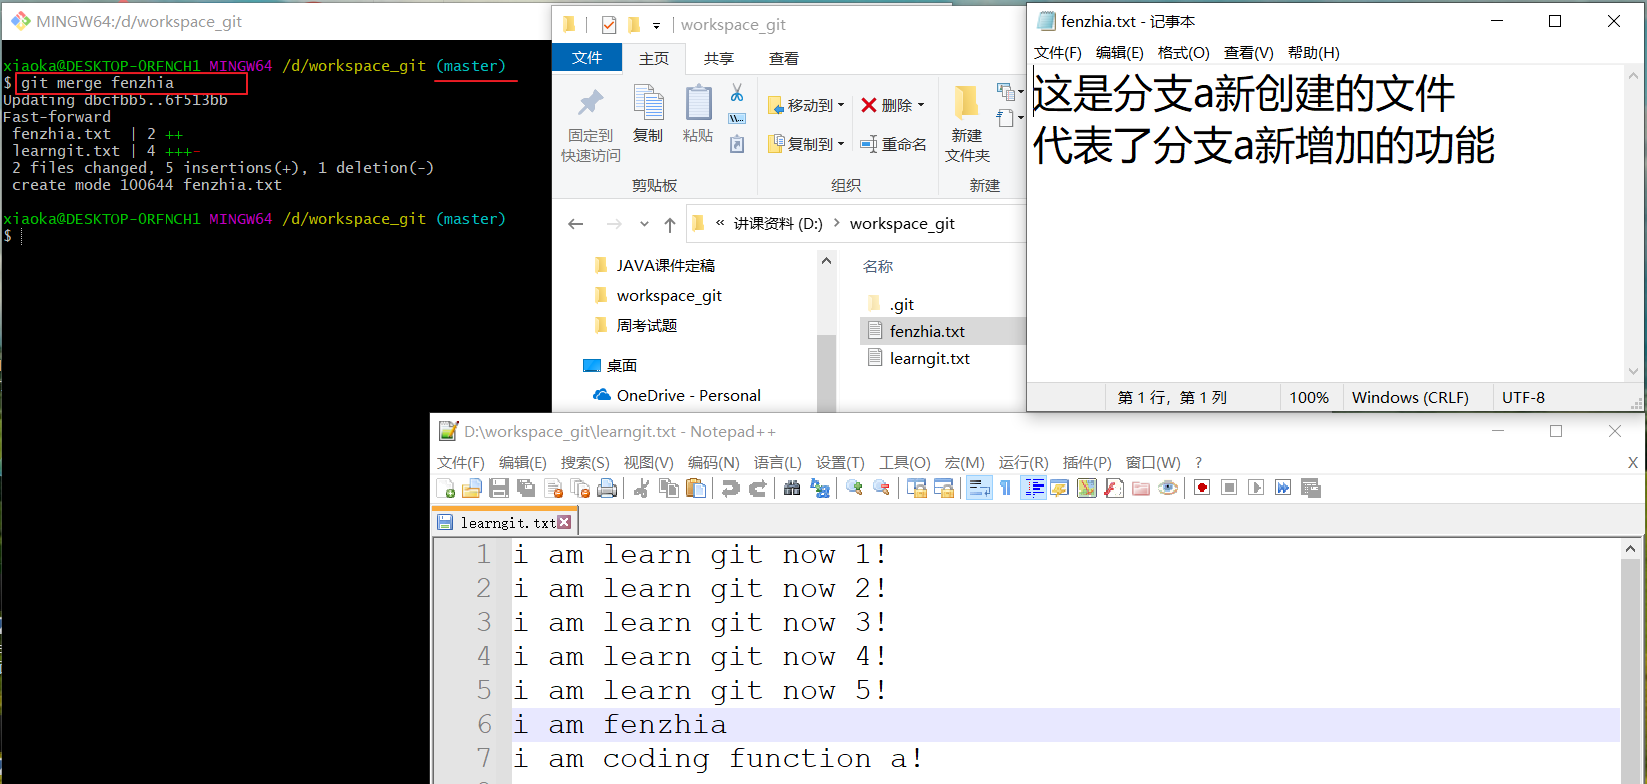 MINGW64:/d/workspace_git
xiaoka@DESKTOP-0RFNCH1 MINGW64 /d/workspace_git (master)
$ git merge fenzhia
Updating dbcfbb5..6f513bb
Fast-forward
fenzhia.txt | 2 ++
learngit.txt | 4 +++-
2 files changed, 5 insertions(+), 1 deletion(-)
create mode 100644 fenzhia.txt
xiaoka@DESKTOP-0RFNCH1 MINGW64 /d/workspace_git (master)
$
workspace_git
文件 主页 共享 查看
固定到快速访问
复制
粘贴
移动到
复制到
删除
重命名
新建文件夹
剪贴板 组织 新建
« 讲课资料 (D:) > workspace_git
JAVA课件定稿
workspace_git
周考试题
桌面
OneDrive - Personal
名称
.git
fenzhia.txt
learngit.txt
fenzhia.txt - 记事本
文件(F) 编辑(E) 格式(O) 查看(V) 帮助(H)
这是分支a新创建的文件
代表了分支a新增加的功能
第 1 行，第 1 列 100% Windows (CRLF) UTF-8
D:\workspace_git\learngit.txt - Notepad++
文件(F) 编辑(E) 搜索(S) 视图(V) 编码(N) 语言(L) 设置(T) 工具(O) 宏(M) 运行(R) 插件(P) 窗口(W) ? X
learngit.txt
1 i am learn git now 1!
2 i am learn git now 2!
3 i am learn git now 3!
4 i am learn git now 4!
5 i am learn git now 5!
6 i am fenzhia
7 i am coding function a!